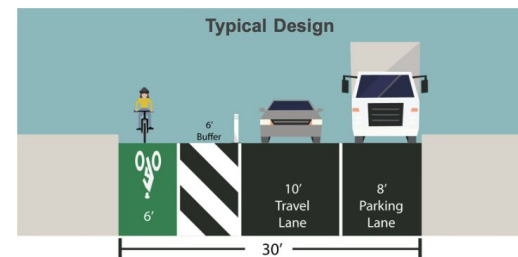 Typical Design
6'
Buffer
6'
10'
Travel
Lane
8'
Parking
Lane
30'